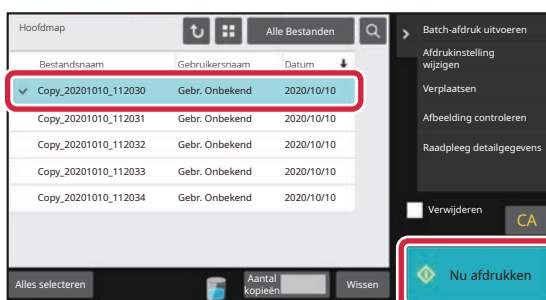 Hoofdmap
Alle Bestanden
Bestandsnaam Gebruikersnaam Datum
Copy_20201010_112030 Gebr. Onbekend 2020/10/10
Copy_20201010_112031 Gebr. Onbekend 2020/10/10
Copy_20201010_112032 Gebr. Onbekend 2020/10/10
Copy_20201010_112033 Gebr. Onbekend 2020/10/10
Copy_20201010_112034 Gebr. Onbekend 2020/10/10
Alles selecteren
Aantal
kopieën
Wissen
Batch-afdruk uitvoeren
Afdrukinstelling
wijzigen
Verplaatsen
Afbeelding controleren
Raadpleeg detailgegevens
Verwijderen
CA
Nu afdrukken